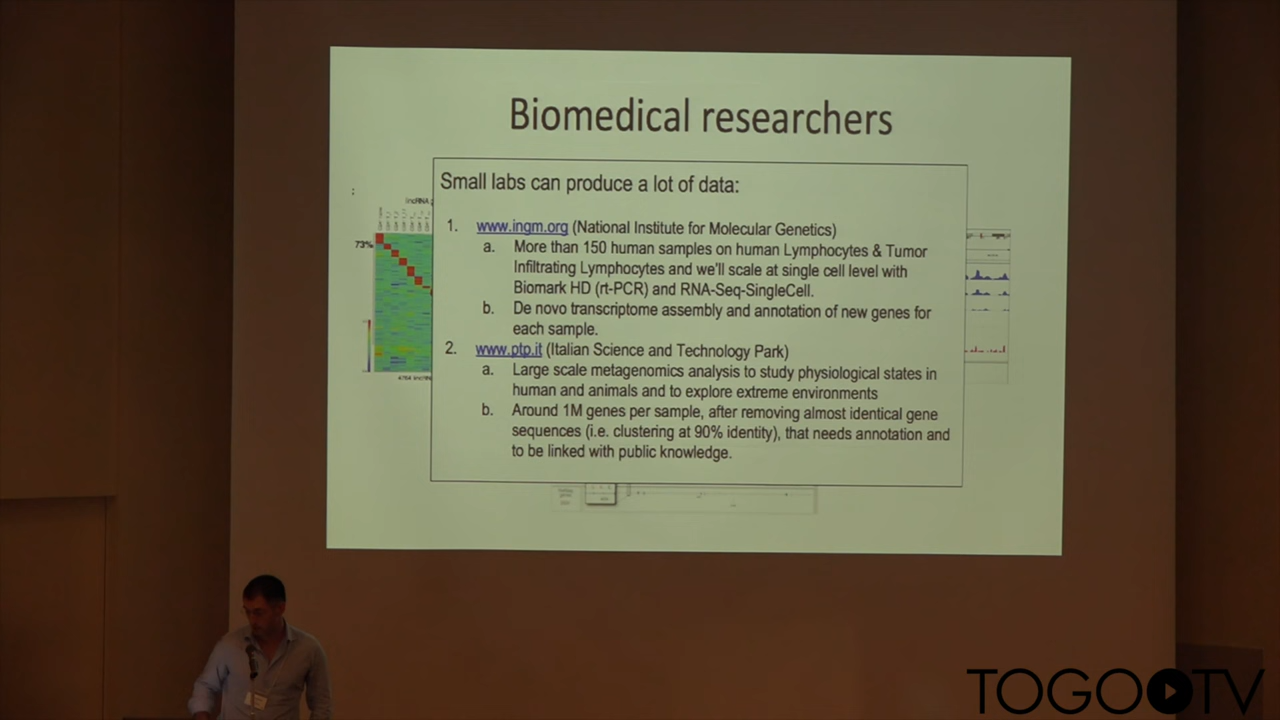 Biomedical researchers
Small labs can produce a lot of data:
1. www.ingm.org (National Institute for Molecular Genetics)
a. More than 150 human samples on human Lymphocytes & Tumor
Infiltrating Lymphocytes and we'll scale at single cell level with
Biomark HD (rt-PCR) and RNA-Seq-SingleCell.
b. De novo transcriptome assembly and annotation of new genes for
each sample.
2. www.ptp.it (Italian Science and Technology Park)
a. Large scale metagenomics analysis to study physiological states in
human and animals and to explore extreme environments
b. Around 1M genes per sample, after removing almost identical gene
sequences (i.e. clustering at 90% identity), that needs annotation and
to be linked with public knowledge.
:
lincRNA
73%
TOGOTV